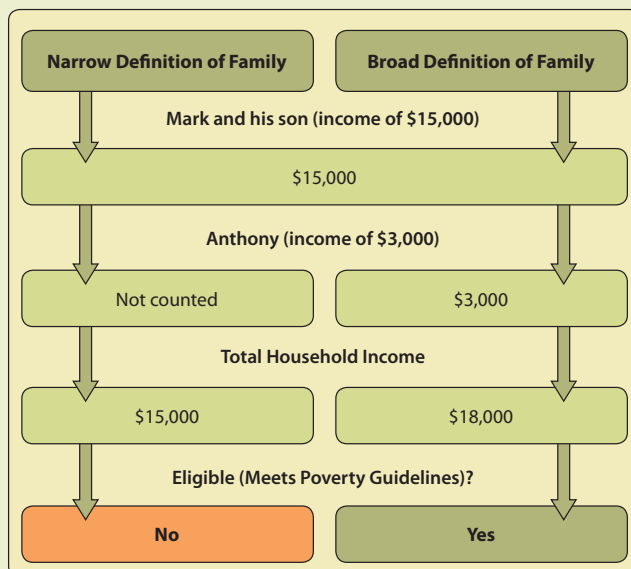 Narrow Definition of Family
Broad Definition of Family
Mark and his son (income of $15,000)
$15,000
Anthony (income of $3,000)
Not counted
$3,000
Total Household Income
$15,000
$18,000
Eligible (Meets Poverty Guidelines)?
No
Yes